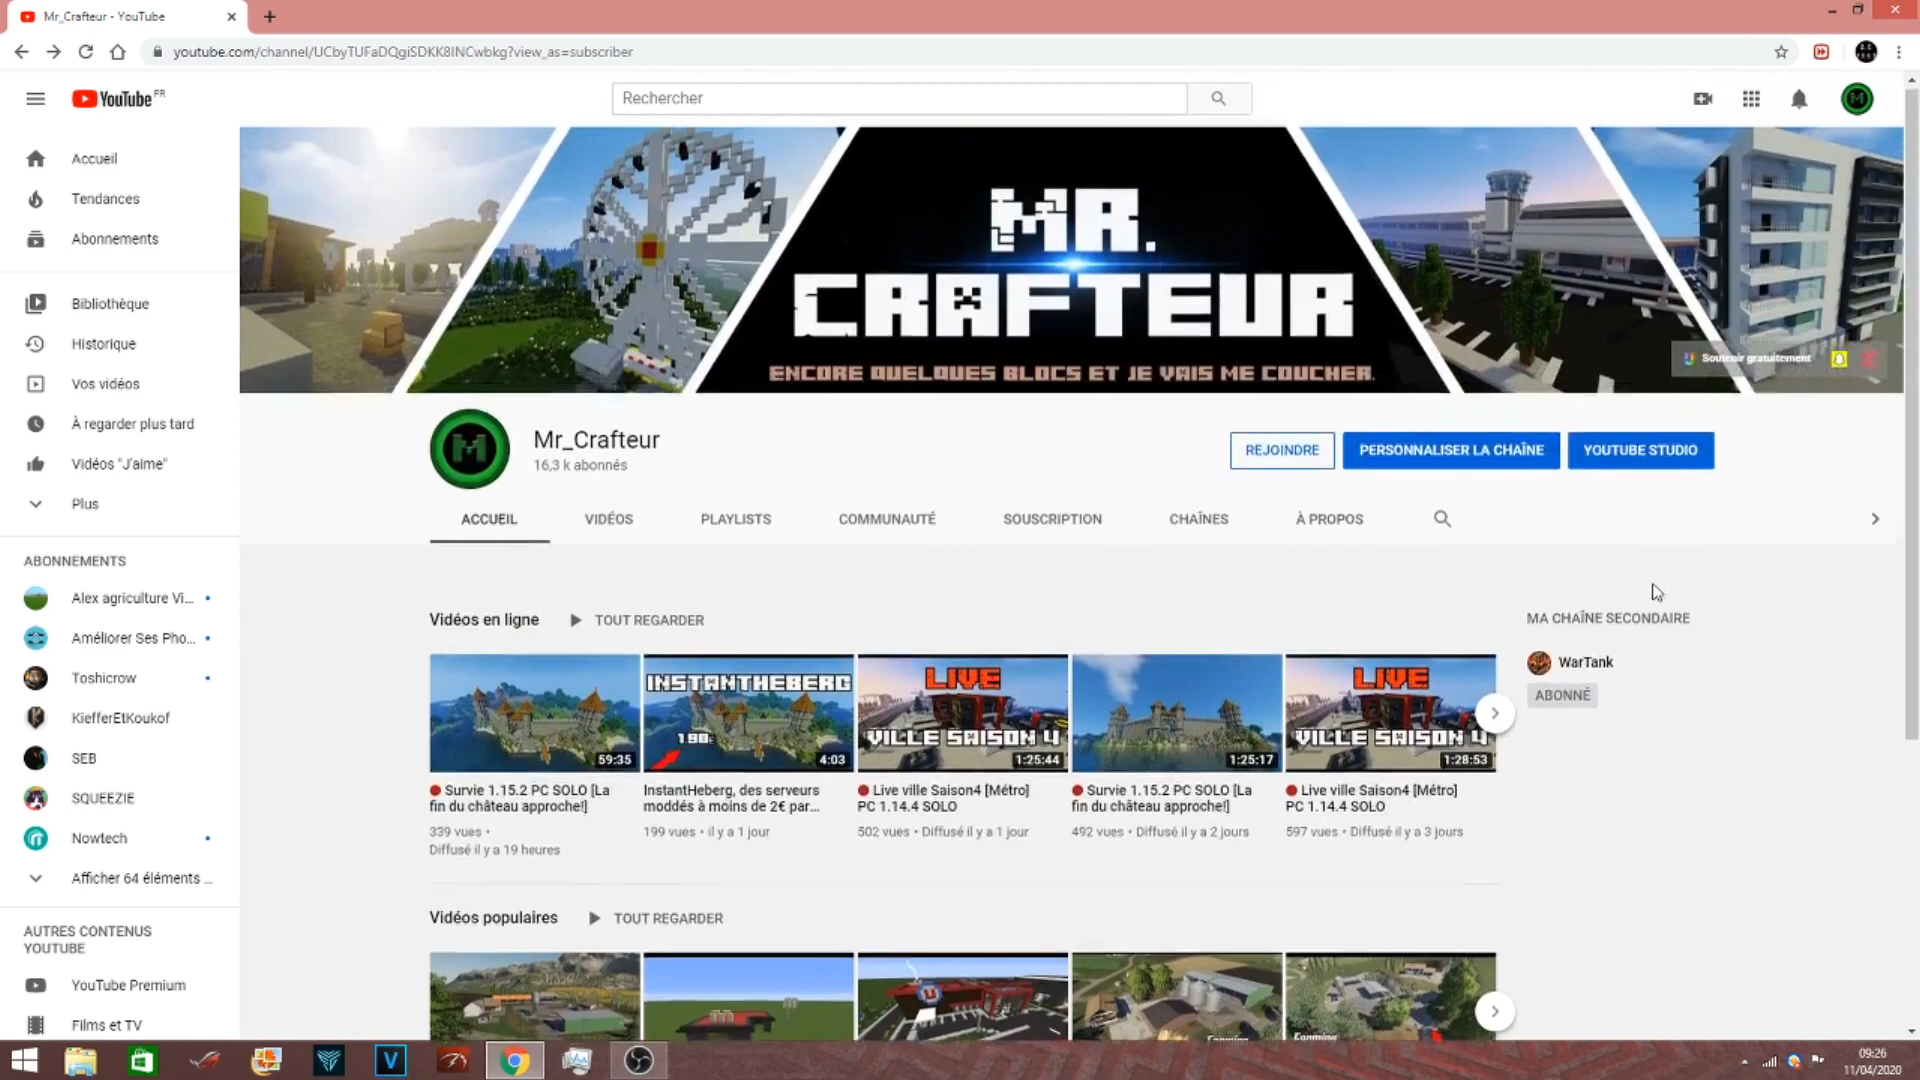 Mr_Crafteur - YouTube
youtube.com/channel/UCbyTUFaDQgiSDKK8INCwbkg?view_as=subscriber
YouTube FR
Rechercher
Accueil
Tendances
Abonnements
Bibliothèque
Historique
Vos vidéos
À regarder plus tard
Vidéos "J'aime"
Plus
ABONNEMENTS
Alex agriculture Vi...
Améliorer Ses Pho...
Toshicrow
KiefferEtKoukof
SEB
SQUEEZIE
Nowtech
Afficher 64 éléments ...
AUTRES CONTENUS
YOUTUBE
YouTube Premium
Films et TV
MR.
CRAFTEUR
ENCORE QUELQUES BLOCS ET JE VAIS ME COUCHER.
Soutenir gratuitement
Mr_Crafteur
16,3 k abonnés
REJOINDRE
PERSONNALISER LA CHAÎNE
YOUTUBE STUDIO
ACCUEIL
VIDÉOS
PLAYLISTS
COMMUNAUTÉ
SOUSCRIPTION
CHAÎNES
À PROPOS
Vidéos en ligne
TOUT REGARDER
59:35
Survie 1.15.2 PC SOLO [La
fin du château approche!]
339 vues •
Diffusé il y a 19 heures
INSTANTHEBERG
4:03
InstantHeberg, des serveurs
moddés à moins de 2€ par...
199 vues • il y a 1 jour
LIVE
VILLE SAISON 4
1:25:44
Live ville Saison4 [Métro]
PC 1.14.4 SOLO
502 vues • Diffusé il y a 1 jour
1:25:17
Survie 1.15.2 PC SOLO [La
fin du château approche!]
492 vues • Diffusé il y a 2 jours
LIVE
VILLE SAISON 4
1:28:53
Live ville Saison4 [Métro]
PC 1.14.4 SOLO
597 vues • Diffusé il y a 3 jours
MA CHAÎNE SECONDAIRE
WarTank
ABONNÉ
Vidéos populaires
TOUT REGARDER
09:26
11/04/2020